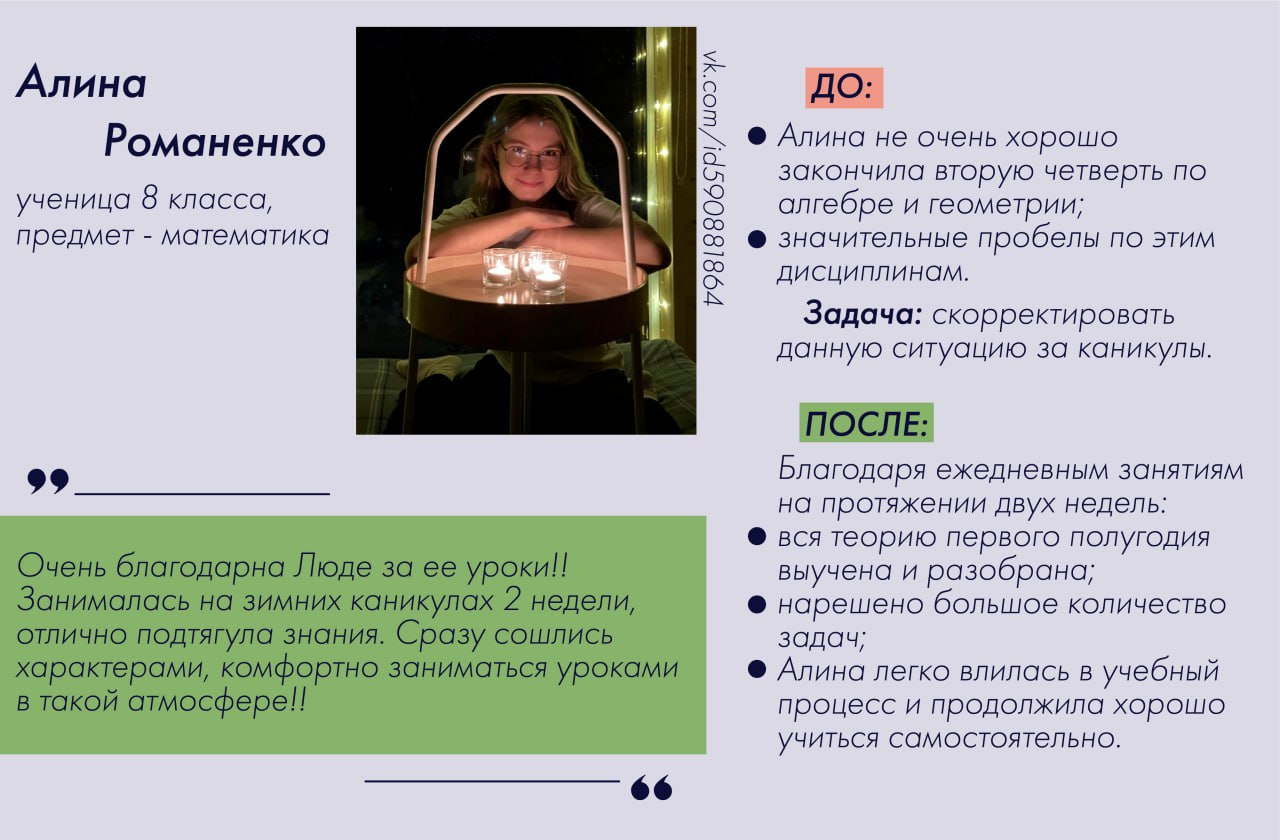 Алина
Романенко
ученица 8 класса,
предмет - математика
vk.com/id590881864
ДО:
● Алина не очень хорошо
закончила вторую четверть по
алгебре и геометрии;
● значительные пробелы по этим
дисциплинам.
Задача: скорректировать
данную ситуацию за каникулы.
ПОСЛЕ:
Благодаря ежедневным занятиям
на протяжении двух недель:
● вся теорию первого полугодия
выучена и разобрана;
● нарешено большое количество
задач;
● Алина легко влилась в учебный
процесс и продолжила хорошо
учиться самостоятельно.
”
Очень благодарна Люде за ее уроки!!
Занималась на зимних каникулах 2 недели,
отлично подтягула знания. Сразу сошлись
характерами, комфортно заниматься уроками
в такой атмосфере!!
“